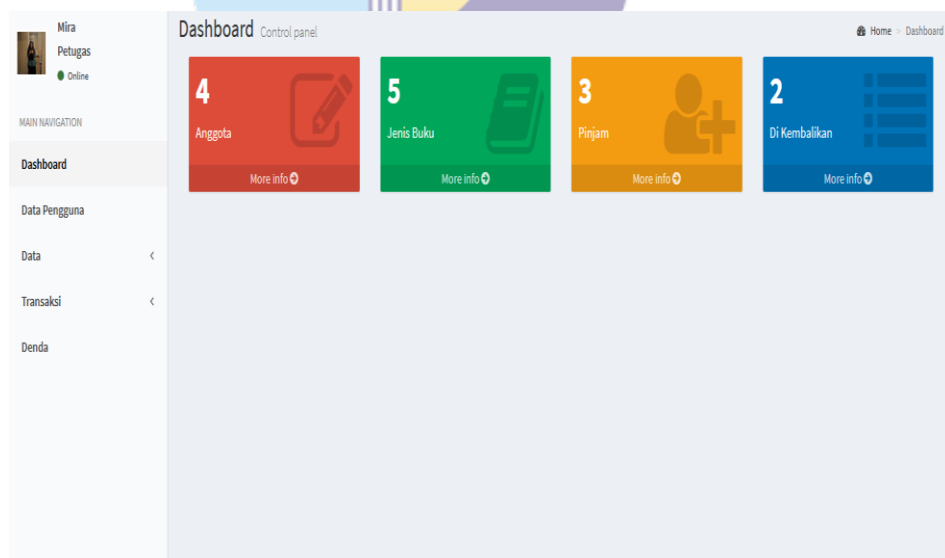 Mira
Petugas
Online
MAIN NAVIGATION
Dashboard
Data Pengguna
Data
Transaksi
Denda
Dashboard Control panel
Home > Dashboard
4
Anggota
More info
5
Jenis Buku
More info
3
Pinjam
More info
2
Di Kembalikan
More info